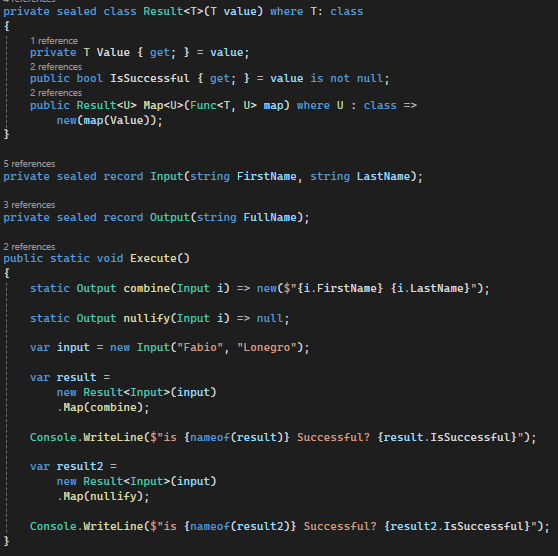 4 references
private sealed class Result<T>(T value) where T: class
{
1 reference
private T Value { get; } = value;
2 references
public bool IsSuccessful { get; } = value is not null;
2 references
public Result<U> Map<U>(Func<T, U> map) where U : class =>
new(map(Value));
}
5 references
private sealed record Input(string FirstName, string LastName);
3 references
private sealed record Output(string FullName);
2 references
public static void Execute()
{
static Output combine(Input i) => new($"{i.FirstName} {i.LastName}");
static Output nullify(Input i) => null;
var input = new Input("Fabio", "Lonegro");
var result =
new Result<Input>(input)
.Map(combine);
Console.WriteLine($"is {nameof(result)} Successful? {result.IsSuccessful}");
var result2 =
new Result<Input>(input)
.Map(nullify);
Console.WriteLine($"is {nameof(result2)} Successful? {result2.IsSuccessful}");
}